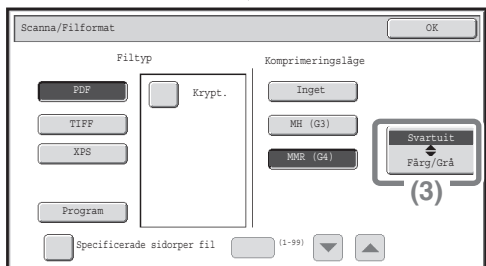 Scanna/Filformat
OK
Filtyp
Komprimeringsläge
PDF
Krypt.
Inget
TIFF
MH (G3)
XPS
MMR (G4)
Svartuit
Färg/Grå
(3)
Program
Specificerade sidorper fil
(1-99)